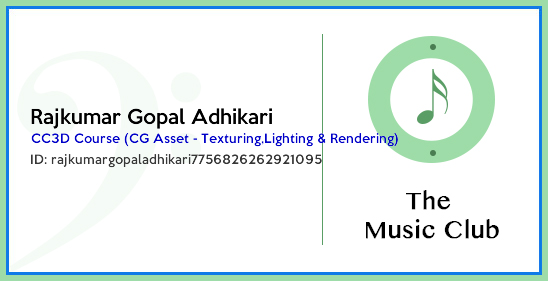 Rajkumar Gopal Adhikari
CC3D Course (CG Asset - Texturing,Lighting & Rendering)
ID: rajkumargopaladhikari7756826262921095
The
Music Club